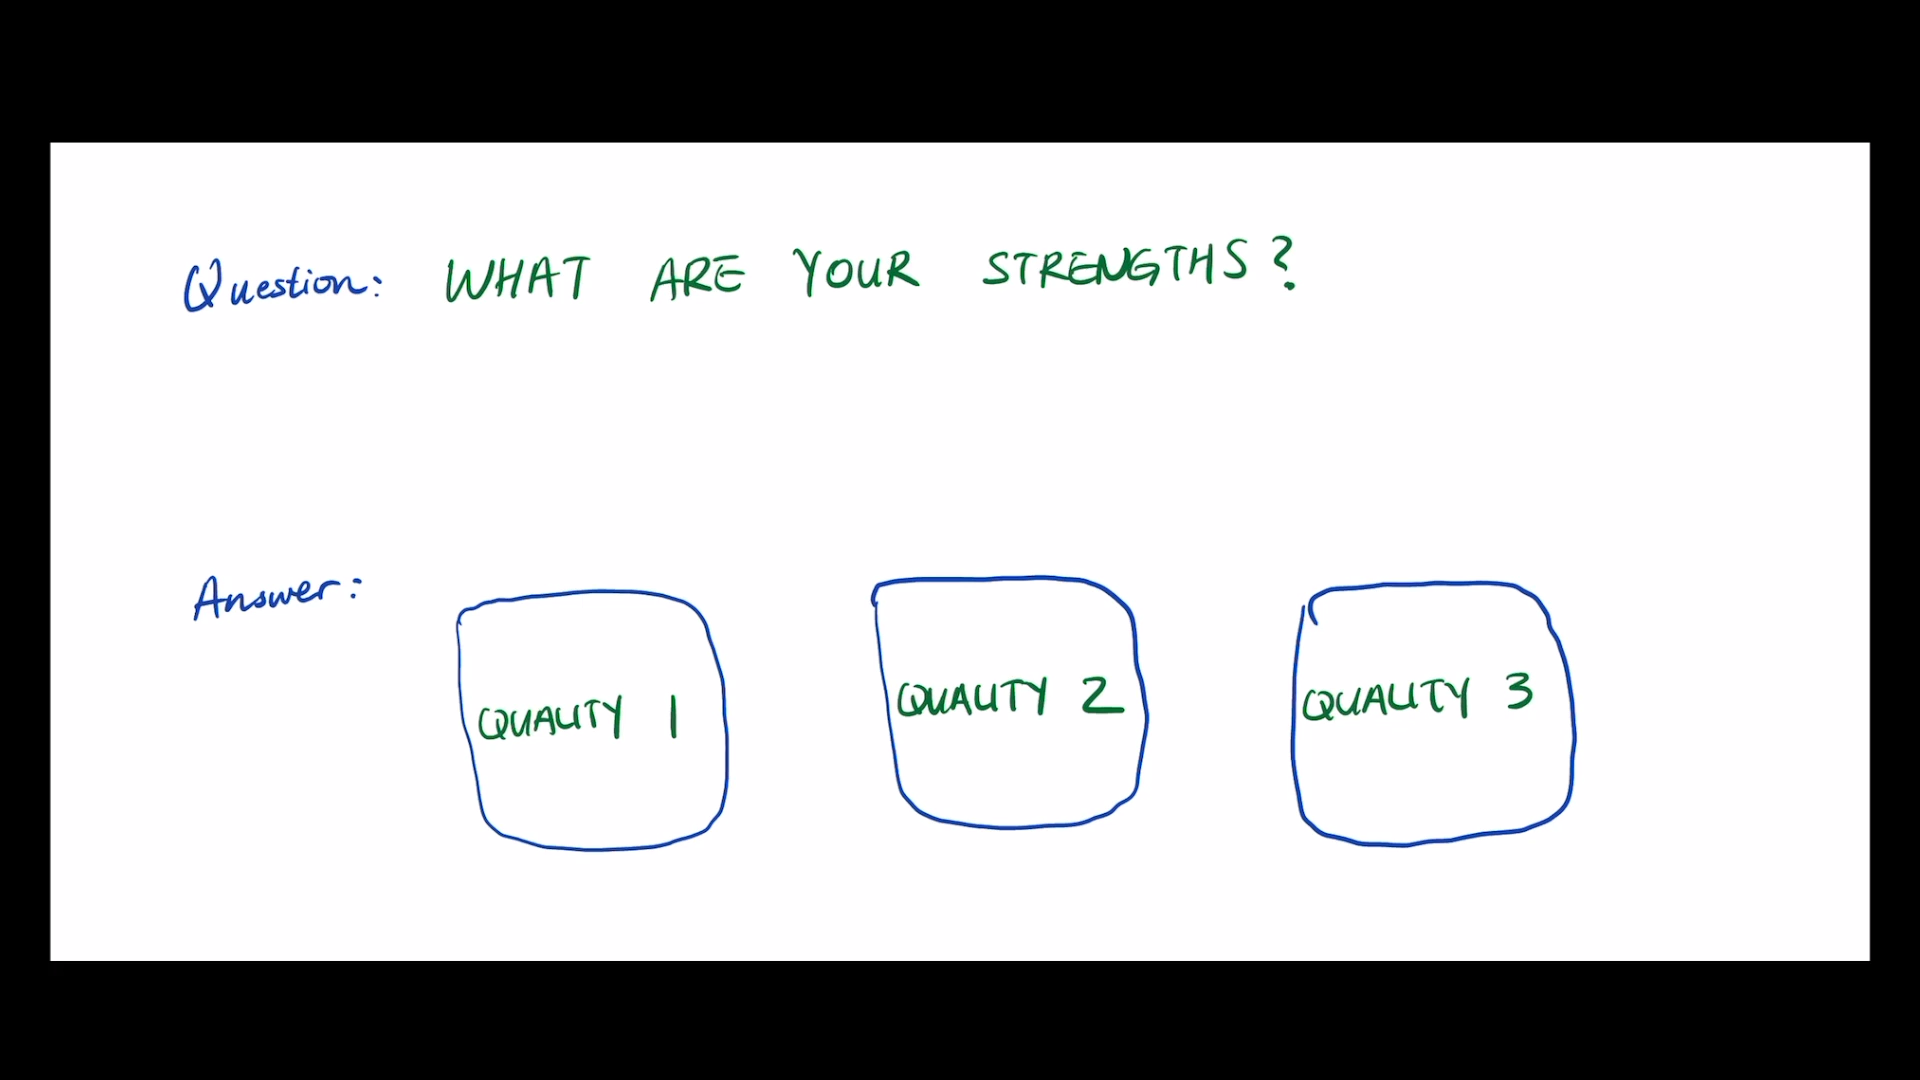 Question: WHAT ARE YOUR STRENGTHS?
Answer:
QUALITY 1
QUALITY 2
QUALITY 3